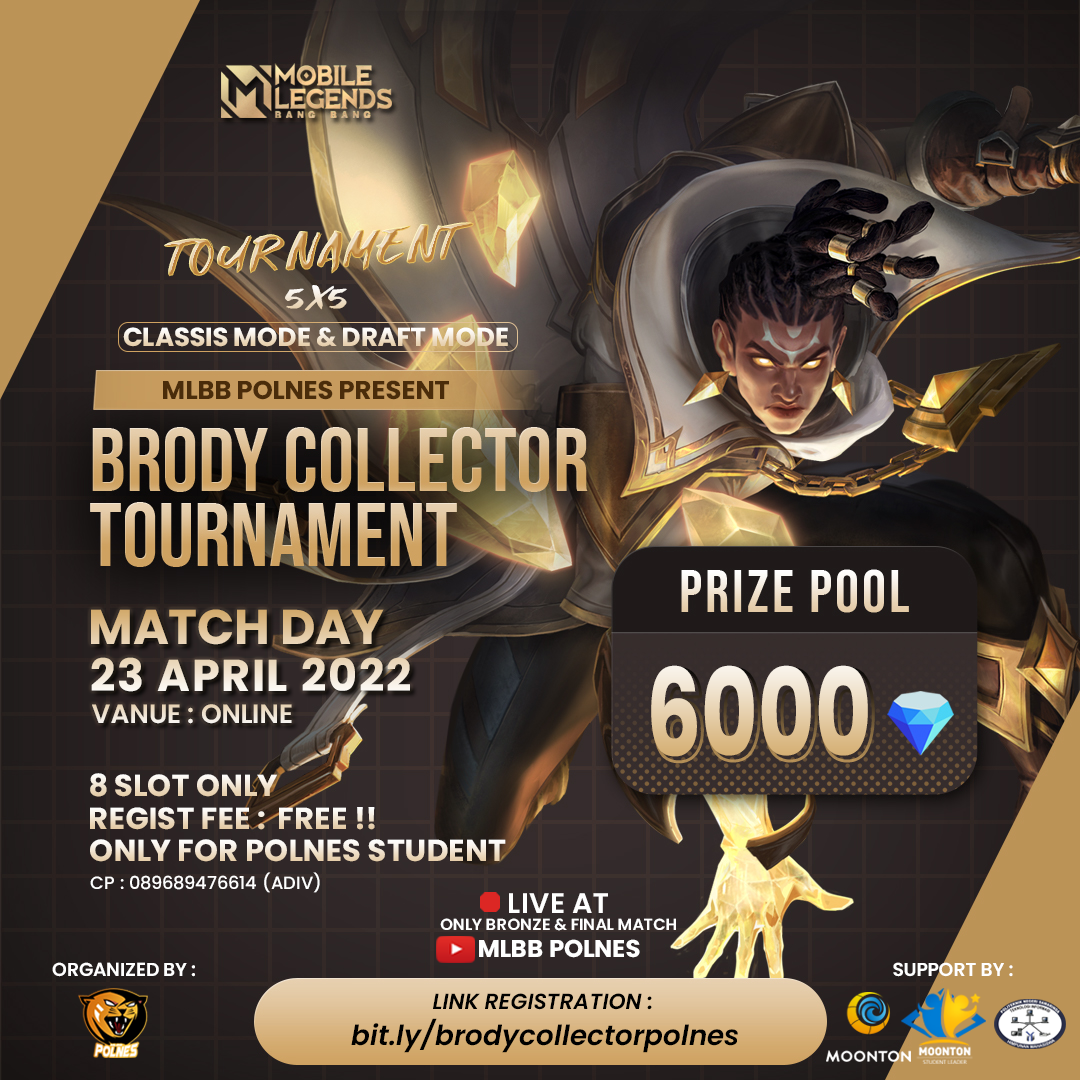 MOBILE
LEGENDS
BANG BANG
TOURNAMENT
5X5
CLASSIS MODE & DRAFT MODE
MLBB POLNES PRESENT
BRODY COLLECTOR
TOURNAMENT
MATCH DAY
23 APRIL 2022
VANUE : ONLINE
PRIZE POOL
6000
8 SLOT ONLY
REGIST FEE : FREE !!
ONLY FOR POLNES STUDENT
CP : 089689476614 (ADIV)
LIVE AT
ONLY BRONZE & FINAL MATCH
MLBB POLNES
ORGANIZED BY :
POLNES
LINK REGISTRATION :
bit.ly/brodycollectorpolnes
SUPPORT BY :
MOONTON
MOONTON
STUDENT LEADER